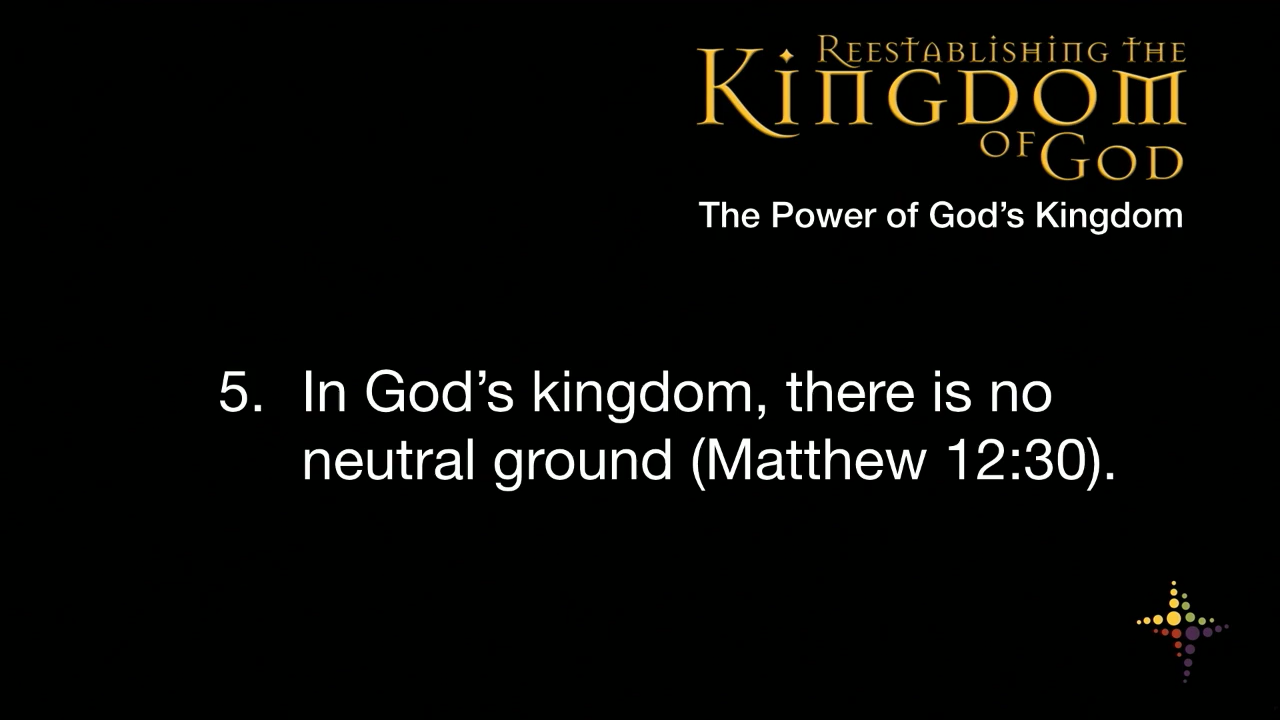 Reestablishing the
Kingdom
of God
The Power of God’s Kingdom
5. In God’s kingdom, there is no
neutral ground (Matthew 12:30).